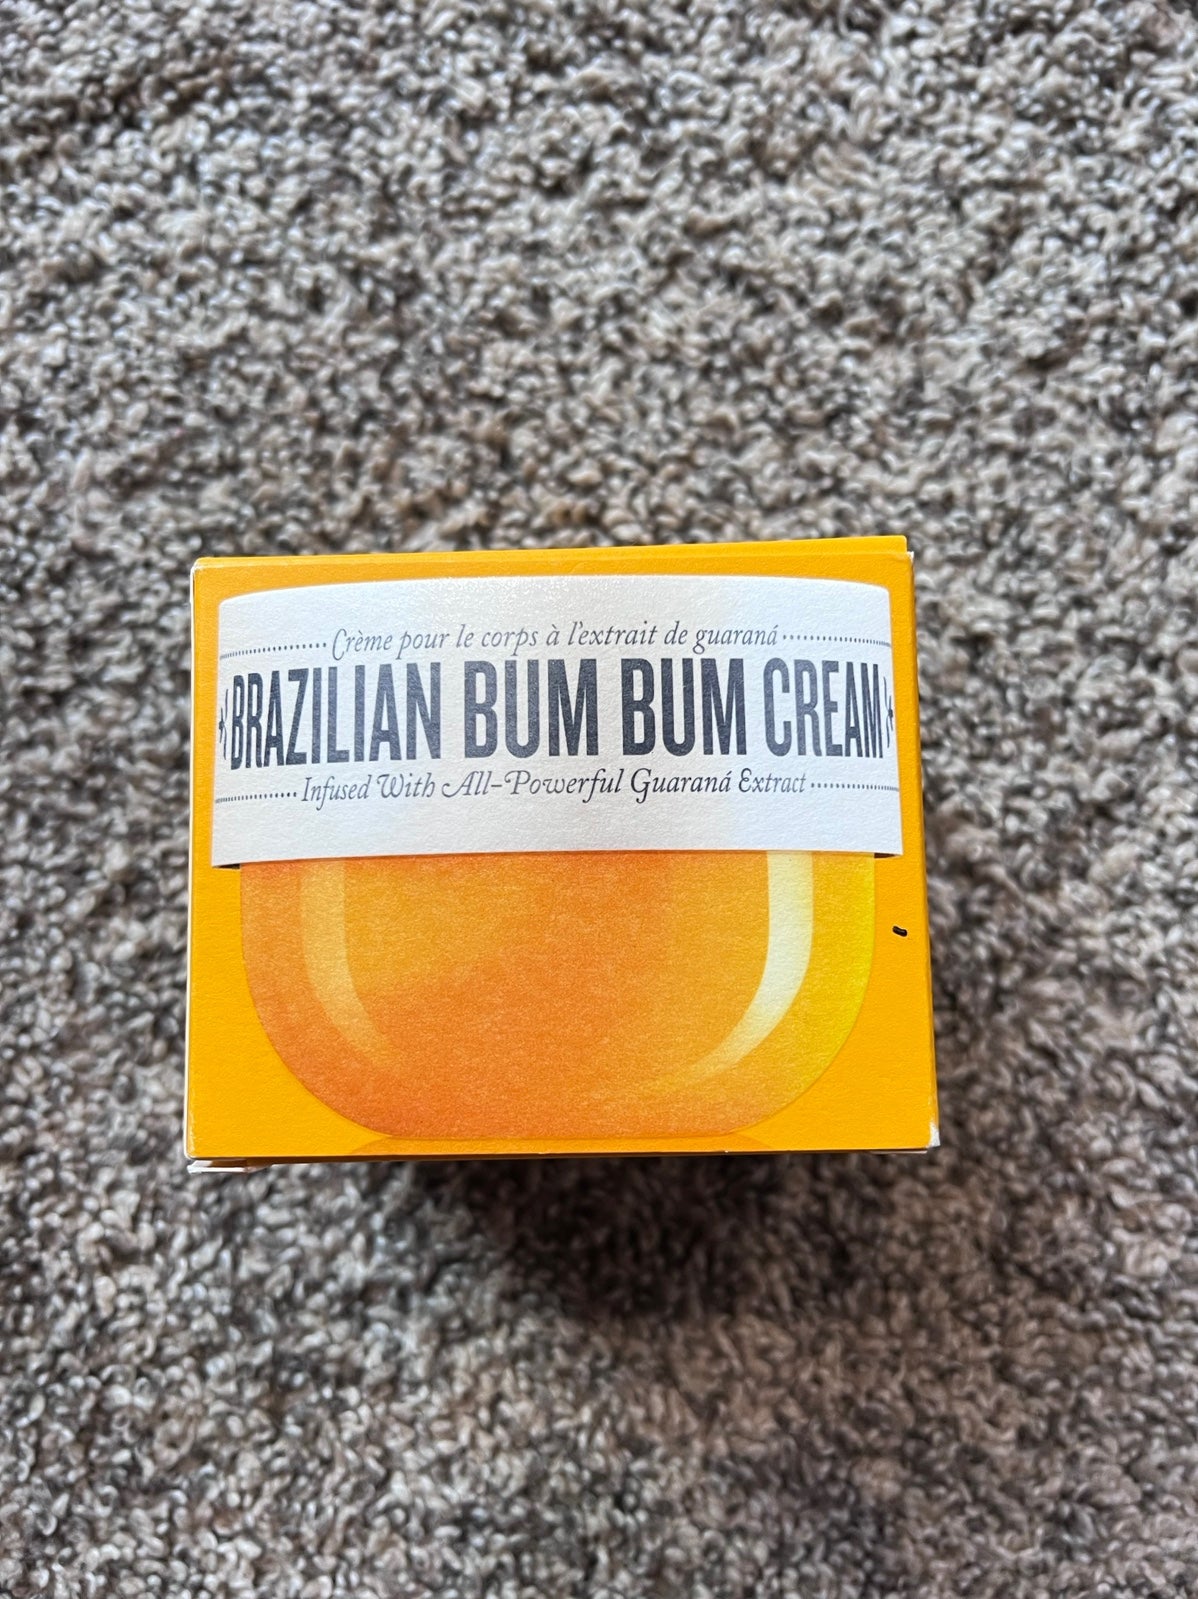 Crème pour le corps à l'extrait de guaraná
BRAZILIAN BUM BUM CREAM
Infused With All-Powerful Guaraná Extract